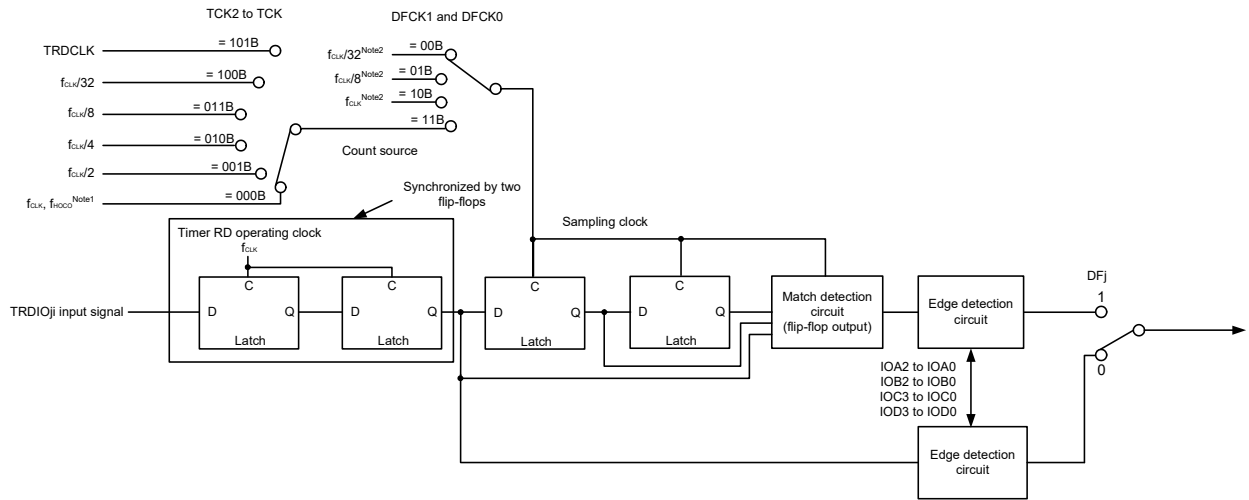 TCK2 to TCK
DFCK1 and DFCK0
TRDCLK
= 101B
fCLK/32
= 100B
fCLK/8
= 011B
fCLK/4
= 010B
fCLK/2
= 001B
fCLK, fHOCO Note1
= 000B
fCLK/32 Note2
= 00B
fCLK/8 Note2
= 01B
fCLK Note2
= 10B
= 11B
Count source
Synchronized by two
flip-flops
Timer RD operating clock
fCLK
Sampling clock
TRDIOji input signal
C
D
Q
Latch
C
D
Q
Latch
C
D
Q
Latch
C
D
Q
Latch
Match detection
circuit
(flip-flop output)
Edge detection
circuit
DFj
1
0
IOA2 to IOA0
IOB2 to IOB0
IOC3 to IOC0
IOD3 to IOD0
Edge detection
circuit